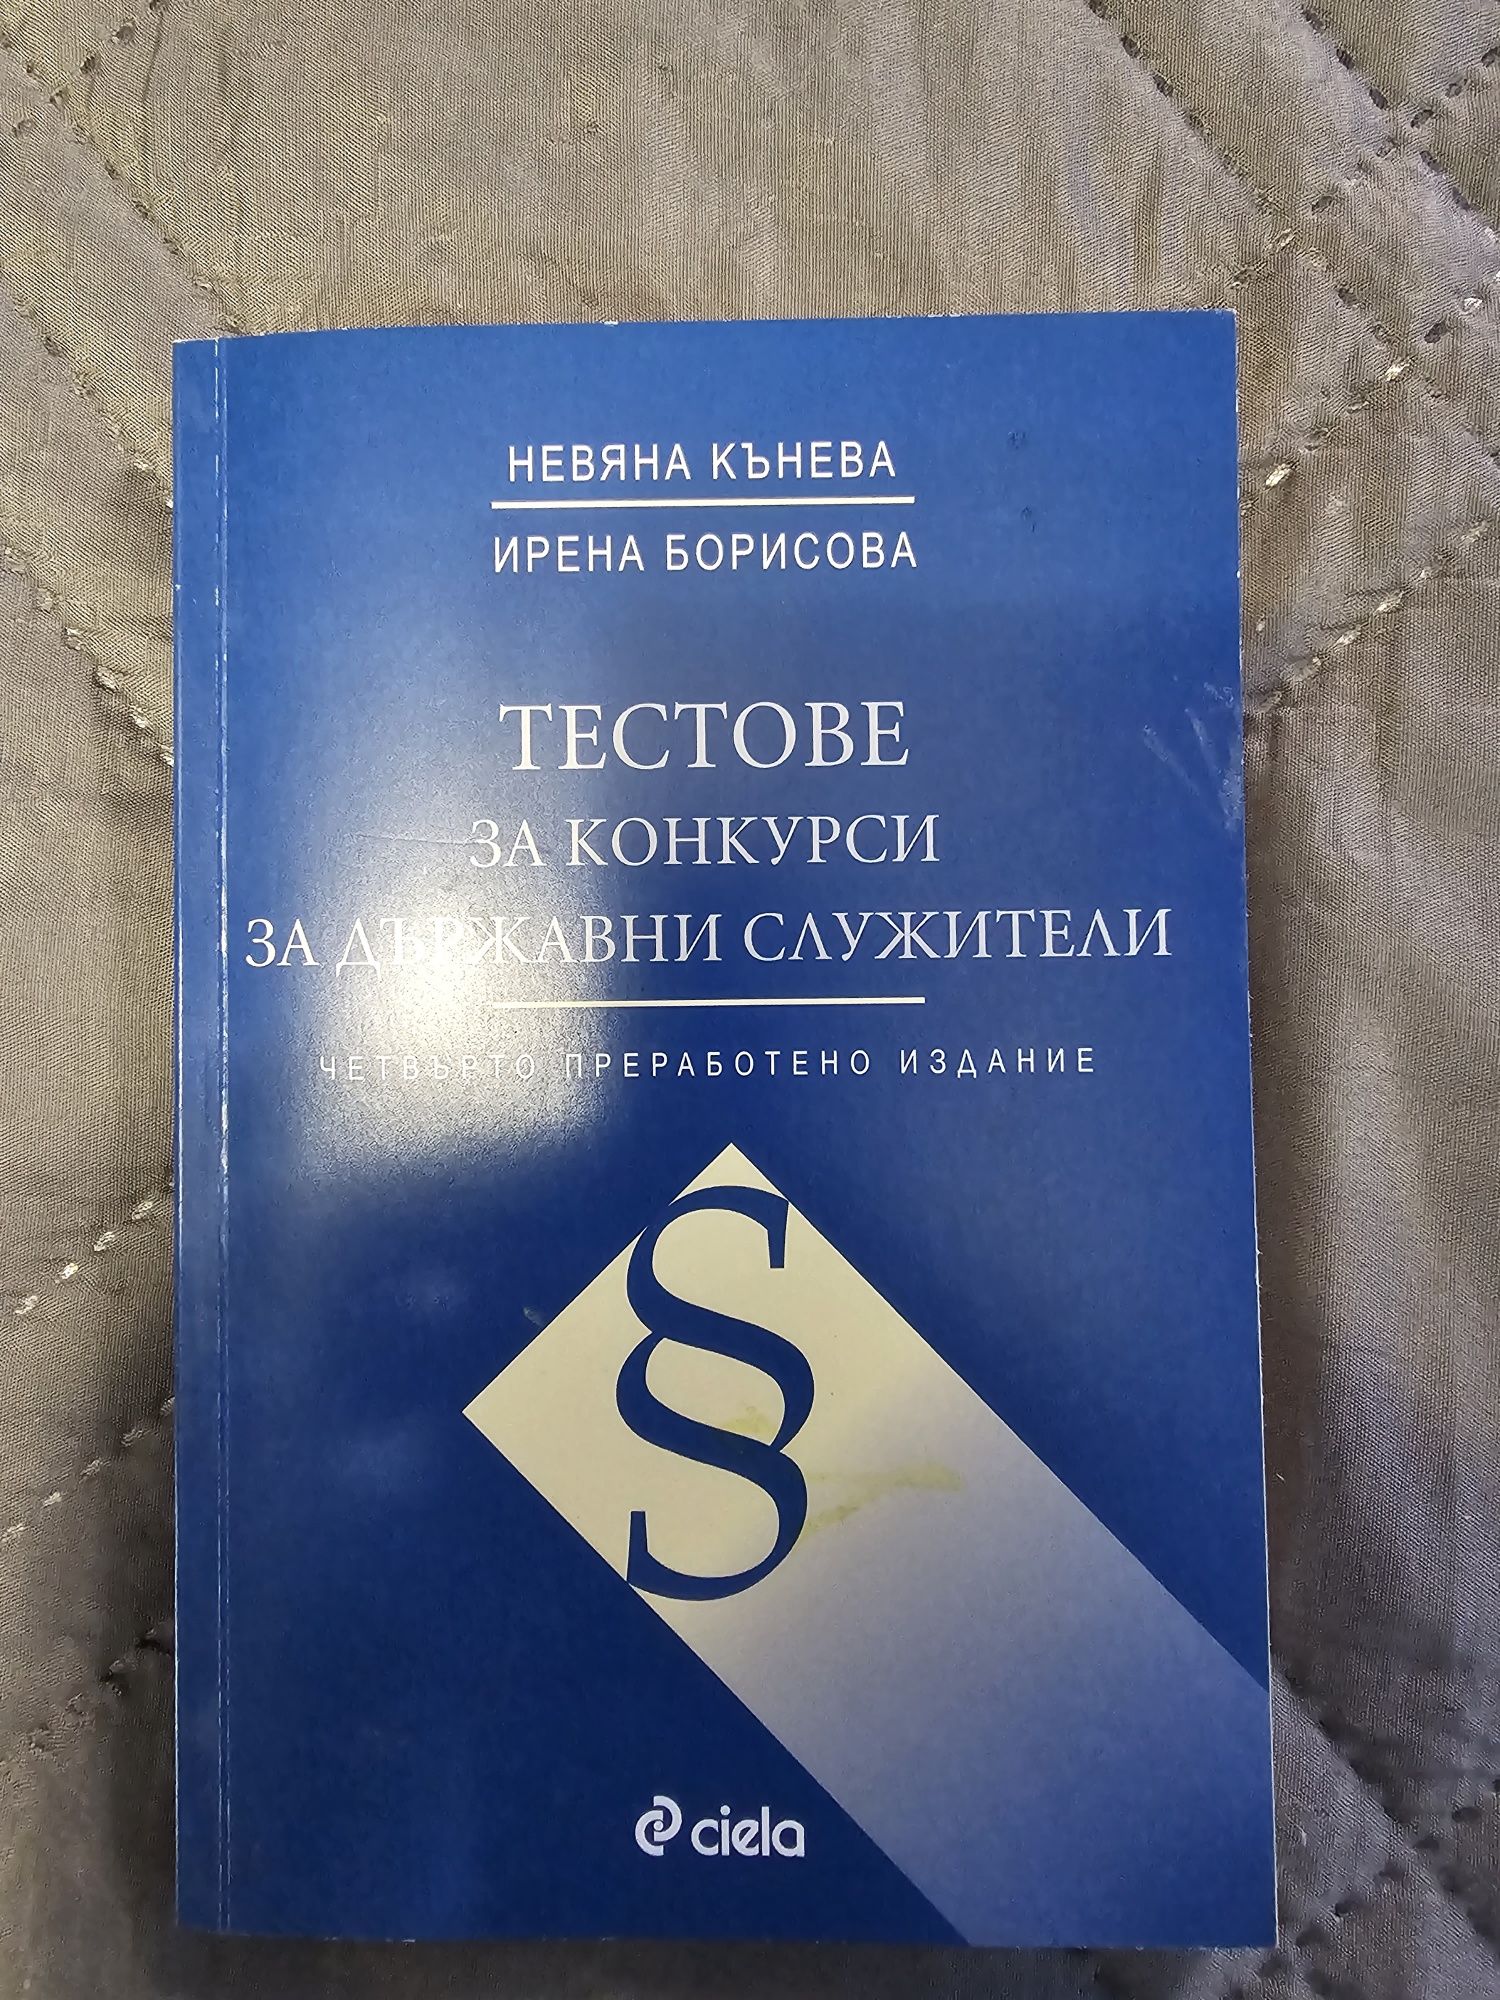 НЕВЯНА КЪНЕВА
ИРЕНА БОРИСОВА
ТЕСТОВЕ
ЗА КОНКУРСИ
ЗА ДЪРЖАВНИ СЛУЖИТЕЛИ
ЧЕТВЪРТО ПРЕРАБОТЕНО ИЗДАНИЕ
§
ciela